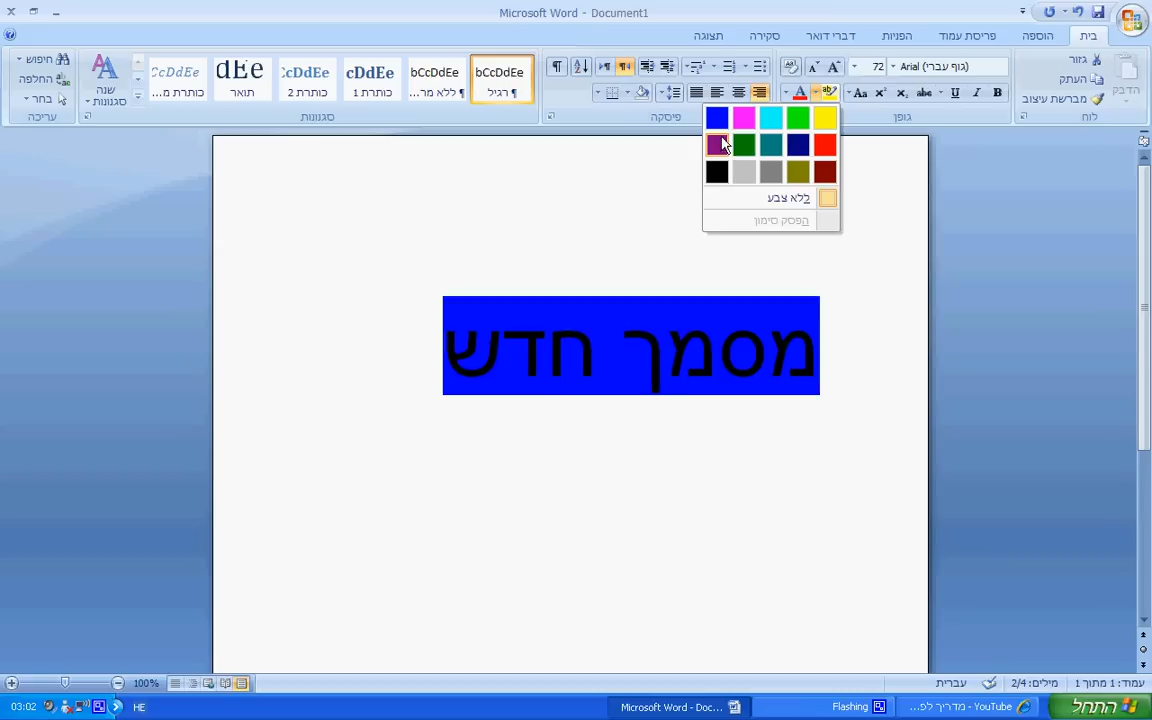 Microsoft Word - Document1
בית
הוספה
פריסת עמוד
הפניות
דברי דואר
סקירה
תצוגה
הדבק
גזור
העתק
מברשת עיצוב
לוח
Arial (גוף עברי)
72
גופן
פיסקה
bCcDdEe
¶ רגיל
bCcDdEe
¶ ללא מר...
cDdEe
כותרת 1
CcDdEe
כותרת 2
dEe
תואר
CcDdEe
כותרת מ...
שנה
סגנונות
סגנונות
חיפוש
החלפה
בחר
עריכה
ללא צבע
הפסק סימון
מסמך חדש
עמוד: 1 מתוך 1
מילים: 2/4
עברית
100%
התחל
YouTube - מדריך לפ...
Flashing
Microsoft Word - Doc...
HE
03:02